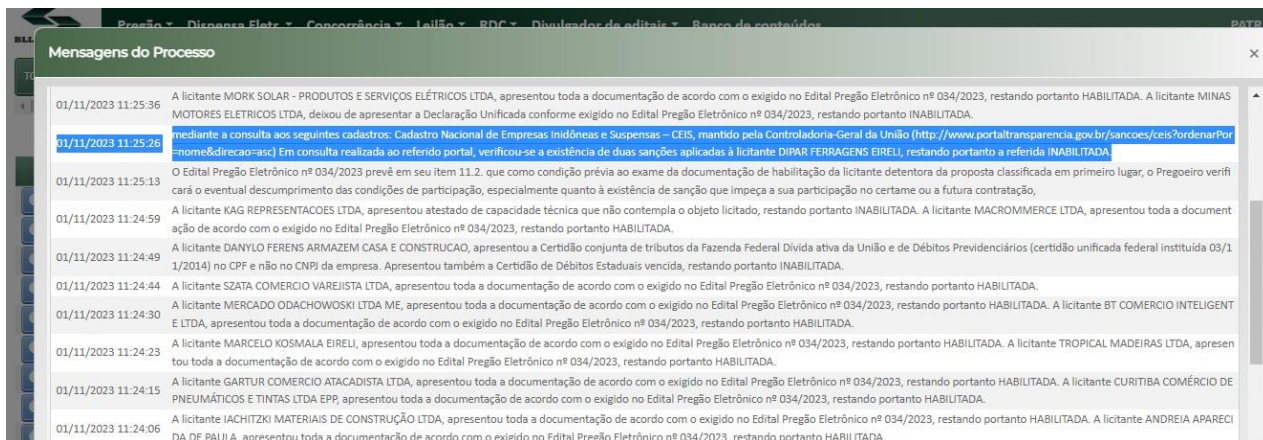 Pregão Dispensa Eletr. Concorrência Leilão RDC Divulgador de editais Banco de conteúdos PATR
BLL
Mensagens do Processo ×
TO
01/11/2023 11:25:36 A licitante MORK SOLAR - PRODUTOS E SERVIÇOS ELÉTRICOS LTDA, apresentou toda a documentação de acordo com o exigido no Edital Pregão Eletrônico nº 034/2023, restando portanto HABILITADA. A licitante MINAS
MOTORES ELETRICOS LTDA, deixou de apresentar a Declaração Unificada conforme exigido no Edital Pregão Eletrônico nº 034/2023, restando portanto INABILITADA.
01/11/2023 11:25:26 mediante a consulta aos seguintes cadastros: Cadastro Nacional de Empresas Inidôneas e Suspensas – CEIS, mantido pela Controladoria-Geral da União (http://www.portaltransparencia.gov.br/sancoes/ceis?ordenarPor
=nome&direcao=asc) Em consulta realizada ao referido portal, verificou-se a existência de duas sanções aplicadas à licitante DIPAR FERRAGENS EIRELI, restando portanto a referida INABILITADA.
01/11/2023 11:25:13 O Edital Pregão Eletrônico nº 034/2023 prevê em seu item 11.2. que como condição prévia ao exame da documentação de habilitação da licitante detentora da proposta classificada em primeiro lugar, o Pregoeiro verifi
cará o eventual descumprimento das condições de participação, especialmente quanto à existência de sanção que impeça a sua participação no certame ou a futura contratação,
01/11/2023 11:24:59 A licitante KAG REPRESENTACOES LTDA, apresentou atestado de capacidade técnica que não contempla o objeto licitado, restando portanto INABILITADA. A licitante MACROMMERCE LTDA, apresentou toda a document
ação de acordo com o exigido no Edital Pregão Eletrônico nº 034/2023, restando portanto HABILITADA.
01/11/2023 11:24:49 A licitante DANYLO FERENS ARMAZEM CASA E CONSTRUCAO, apresentou a Certidão conjunta de tributos da Fazenda Federal Dívida ativa da União e de Débitos Previdenciários (certidão unificada federal instituída 03/1
1/2014) no CPF e não no CNPJ da empresa. Apresentou também a Certidão de Débitos Estaduais vencida, restando portanto INABILITADA.
01/11/2023 11:24:44 A licitante SZATA COMERCIO VAREJISTA LTDA, apresentou toda a documentação de acordo com o exigido no Edital Pregão Eletrônico nº 034/2023, restando portanto HABILITADA.
01/11/2023 11:24:30 A licitante MERCADO ODACHOWOSKI LTDA ME, apresentou toda a documentação de acordo com o exigido no Edital Pregão Eletrônico nº 034/2023, restando portanto HABILITADA. A licitante BT COMERCIO INTELIGENT
E LTDA, apresentou toda a documentação de acordo com o exigido no Edital Pregão Eletrônico nº 034/2023, restando portanto HABILITADA.
01/11/2023 11:24:23 A licitante MARCELO KOSMALA EIRELI, apresentou toda a documentação de acordo com o exigido no Edital Pregão Eletrônico nº 034/2023, restando portanto HABILITADA. A licitante TROPICAL MADEIRAS LTDA, apresen
tou toda a documentação de acordo com o exigido no Edital Pregão Eletrônico nº 034/2023, restando portanto HABILITADA.
01/11/2023 11:24:15 A licitante GARTUR COMERCIO ATACADISTA LTDA, apresentou toda a documentação de acordo com o exigido no Edital Pregão Eletrônico nº 034/2023, restando portanto HABILITADA. A licitante CURITIBA COMÉRCIO DE
PNEUMÁTICOS E TINTAS LTDA EPP, apresentou toda a documentação de acordo com o exigido no Edital Pregão Eletrônico nº 034/2023, restando portanto HABILITADA.
01/11/2023 11:24:06 A licitante IACHITZKI MATERIAIS DE CONSTRUÇÃO LTDA, apresentou toda a documentação de acordo com o exigido no Edital Pregão Eletrônico nº 034/2023, restando portanto HABILITADA. A licitante ANDREIA APARECI
DA DE PAULA, apresentou toda a documentação de acordo com o exigido no Edital Pregão Eletrônico nº 034/2023, restando portanto HABILITADA